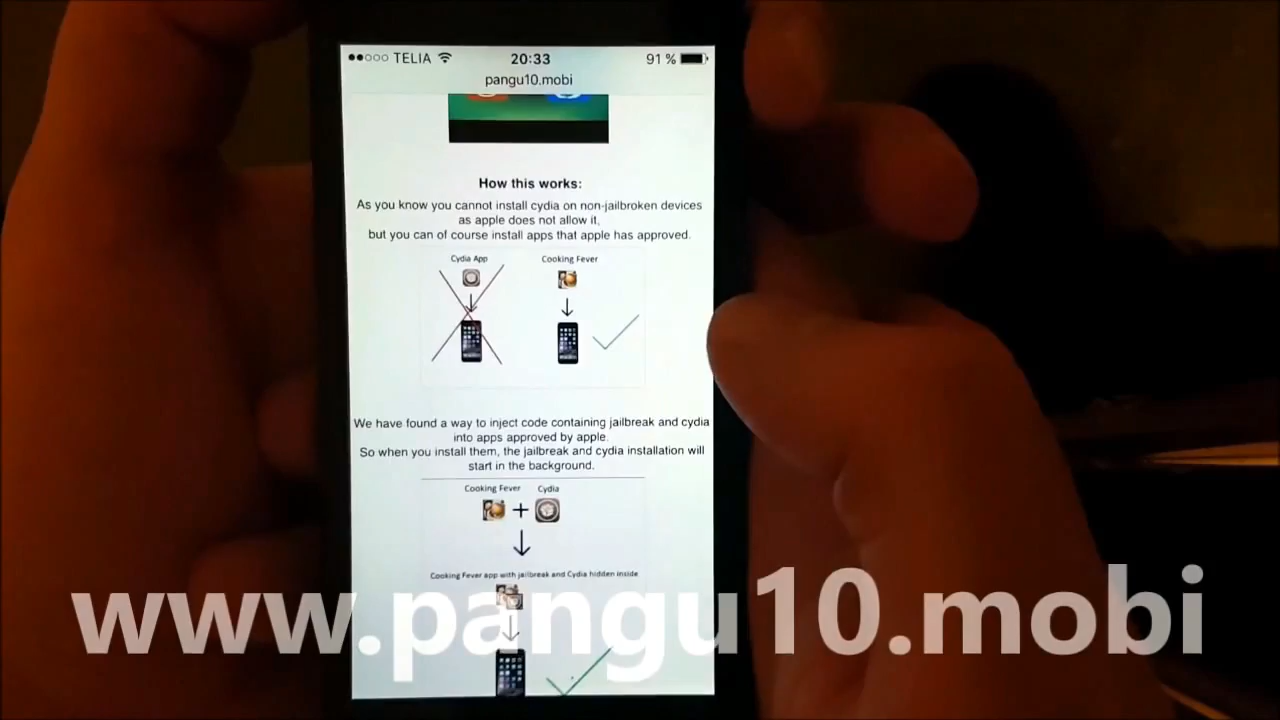 TELIA 20:33 91 %
pangu10.mobi
How this works:
As you know you cannot install cydia on non-jailbroken devices
as apple does not allow it,
but you can of course install apps that apple has approved.
Cydia App Cooking Fever
We have found a way to inject code containing jailbreak and cydia
into apps approved by apple.
So when you install them, the jailbreak and cydia installation will
start in the background.
Cooking Fever Cydia
+
Cooking Fever app with jailbreak and Cydia hidden inside
www.pangu10.mobi